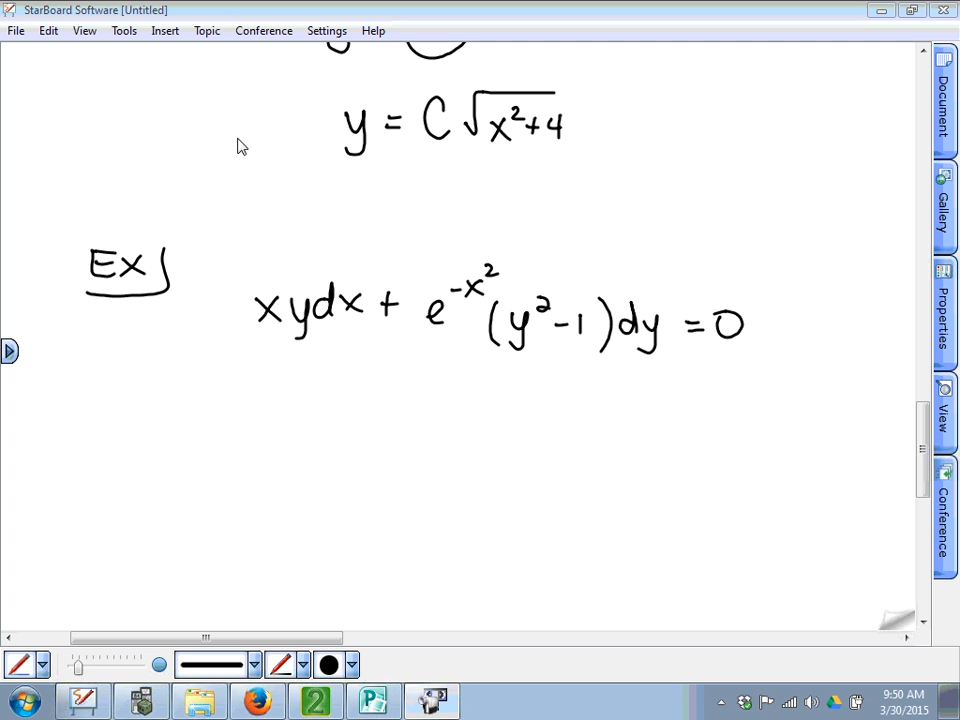 StarBoard Software [Untitled]
File Edit View Tools Insert Topic Conference Settings Help
y = C √x²+4
Ex
xydx + e^-x² (y²-1)dy = 0
Document
Gallery
Properties
View
Conference
9:50 AM
3/30/2015